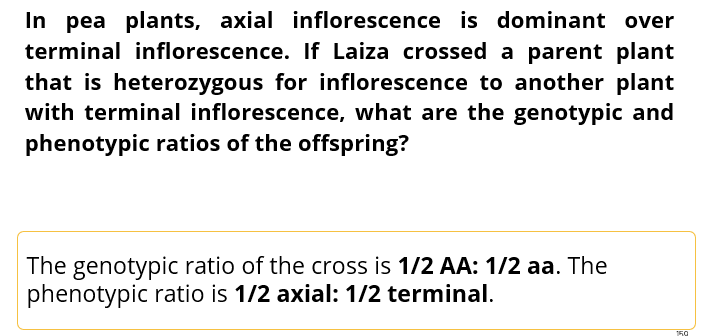 In pea plants, axial inflorescence is dominant over
terminal inflorescence. If Laiza crossed a parent plant
that is heterozygous for inflorescence to another plant
with terminal inflorescence, what are the genotypic and
phenotypic ratios of the offspring?
The genotypic ratio of the cross is 1/2 AA: 1/2 aa. The
phenotypic ratio is 1/2 axial: 1/2 terminal.